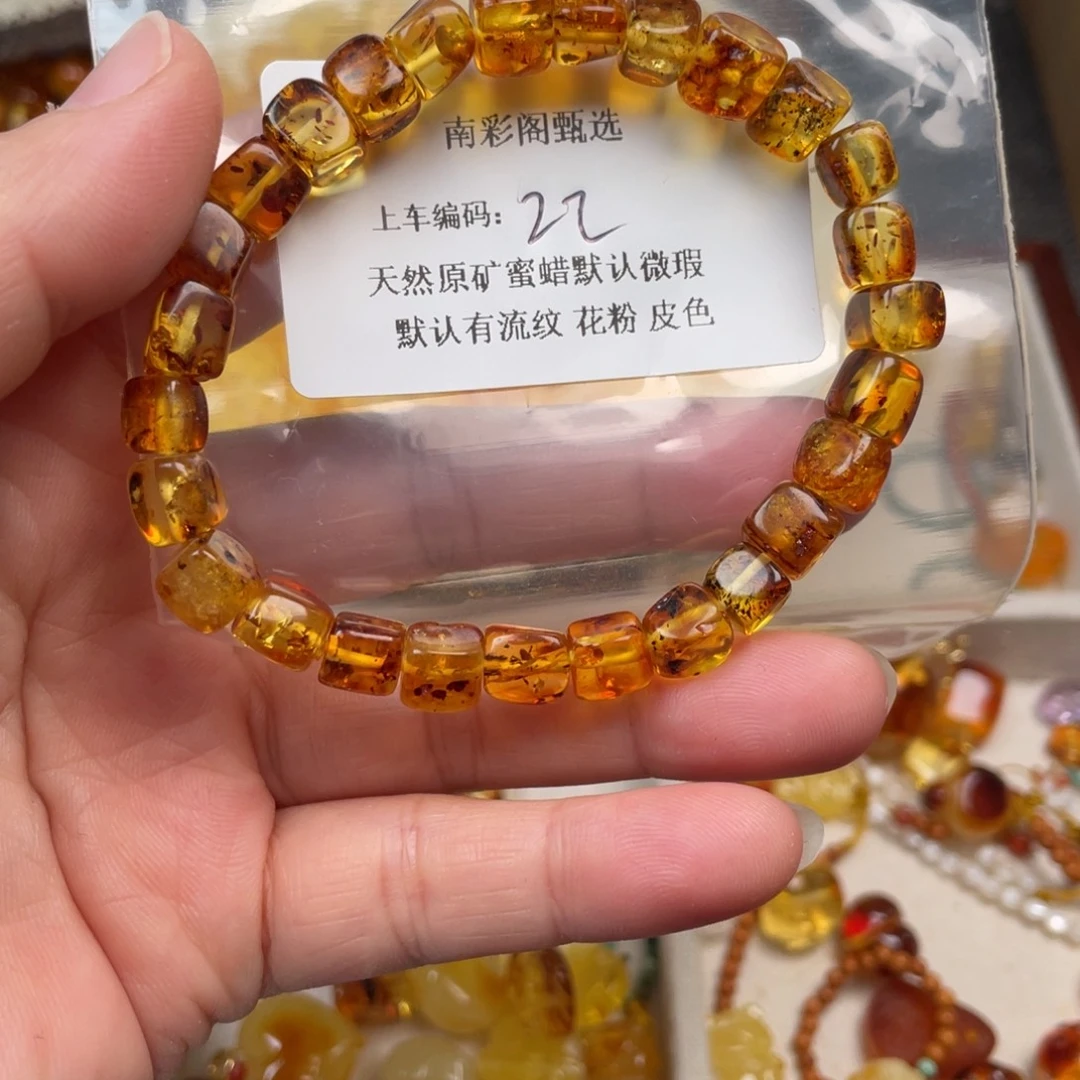 南彩阁甄选
上车编码：22
天然原矿蜜蜡默认微瑕
默认有流纹 花粉 皮色